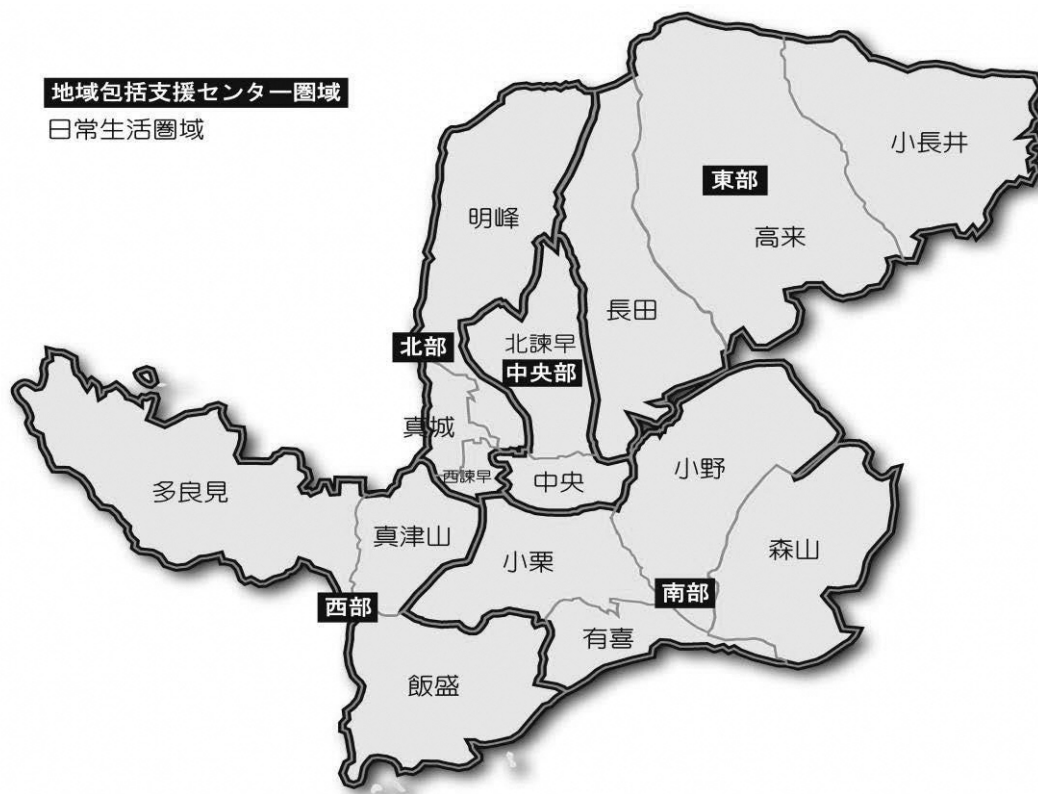 地域包括支援センター圏域
日常生活圏域
小長井
東部
明峰
高来
長田
北部
北諫早
中央部
真城
小野
西諫早
中央
多良見
真津山
森山
小栗
西部
南部
有喜
飯盛